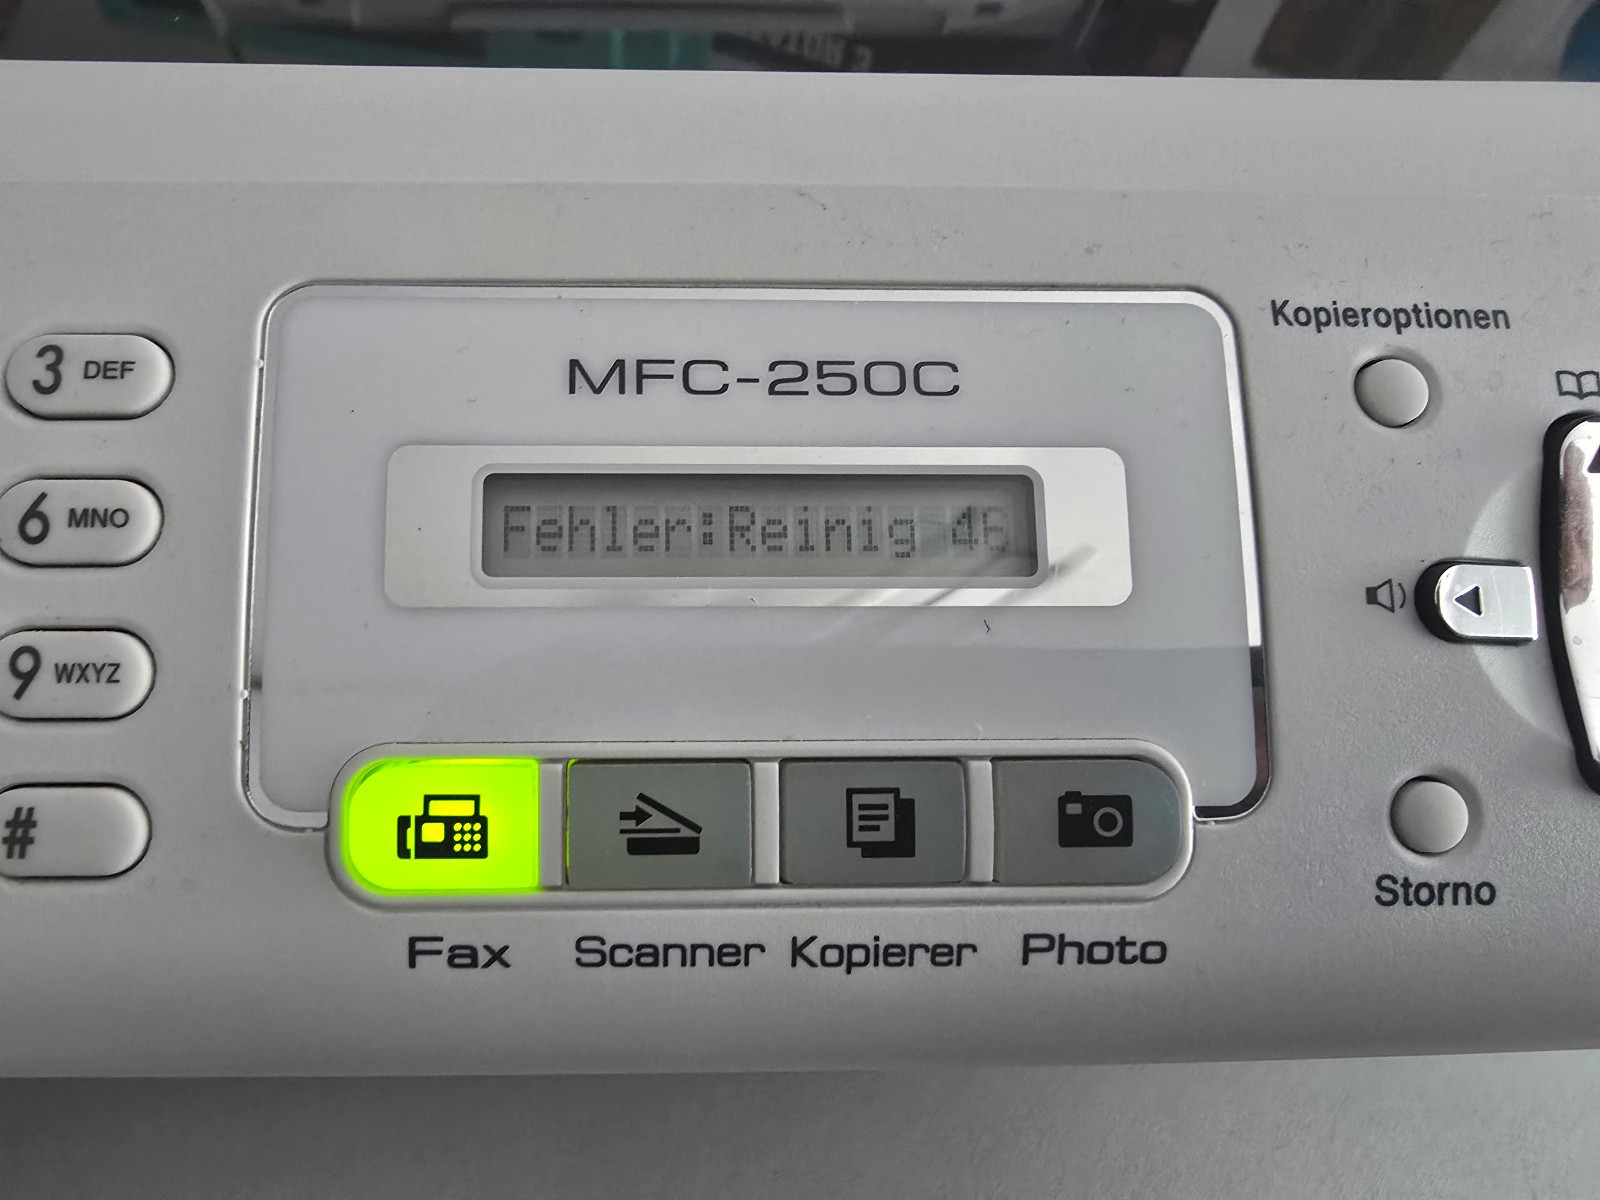 MFC-250C
Fehler:Reinig 46
Kopieroptionen
3 DEF
6 MNO
9 WXYZ
#
Fax
Scanner
Kopierer
Photo
Storno